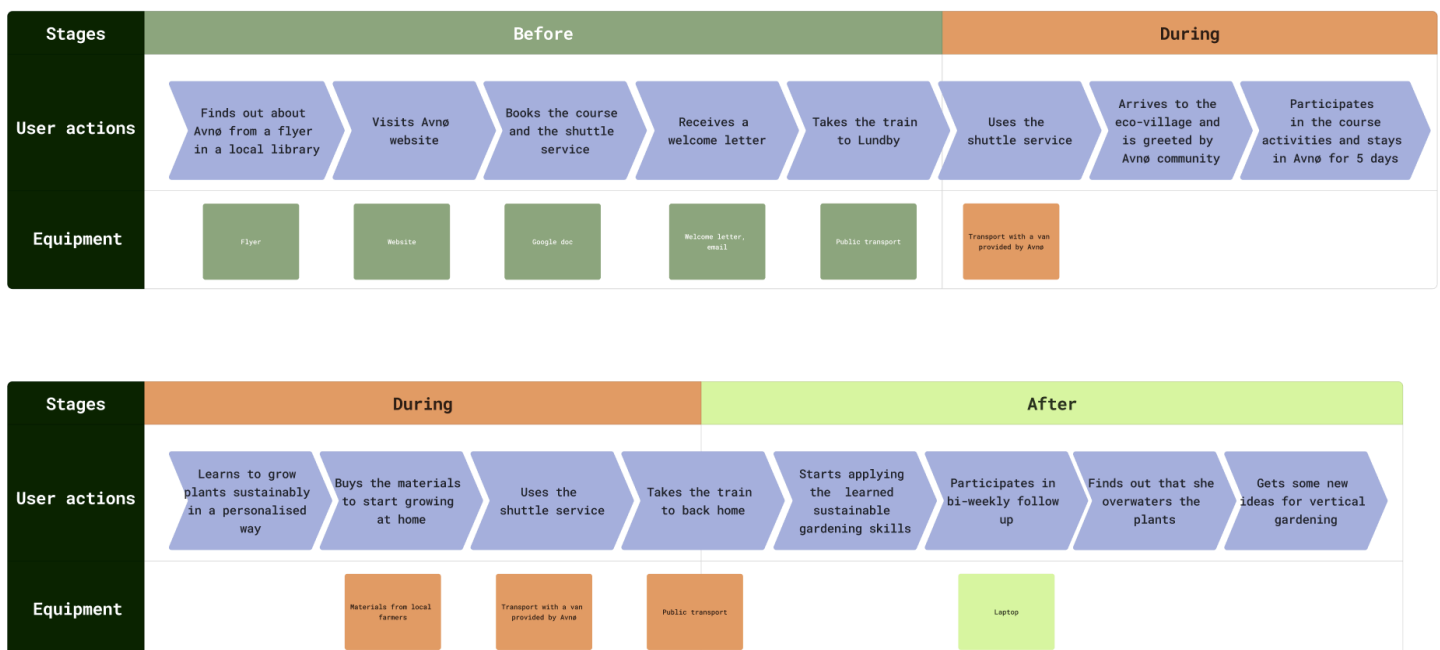 Stages
Before
During
User actions
Finds out about
Avnø from a flyer
in a local library
Visits Avnø
website
Books the course
and the shuttle
service
Receives a
welcome letter
Takes the train
to Lundby
Uses the
shuttle service
Arrives to the
eco-village and
is greeted by
Avnø community
Participates
in the course
activities and stays
in Avnø for 5 days
Equipment
Flyer
Website
Google doc
Welcome letter,
email
Public transport
Transport with a van
provided by Avnø
Stages
During
After
User actions
Learns to grow
plants sustainably
in a personalised
way
Buys the materials
to start growing
at home
Uses the
shuttle service
Takes the train
to back home
Starts applying
the learned
sustainable
gardening skills
Participates in
bi-weekly follow
up
Finds out that she
overwaters the
plants
Gets some new
ideas for vertical
gardening
Equipment
Materials from local
farmers
Transport with a van
provided by Avnø
Public transport
Laptop